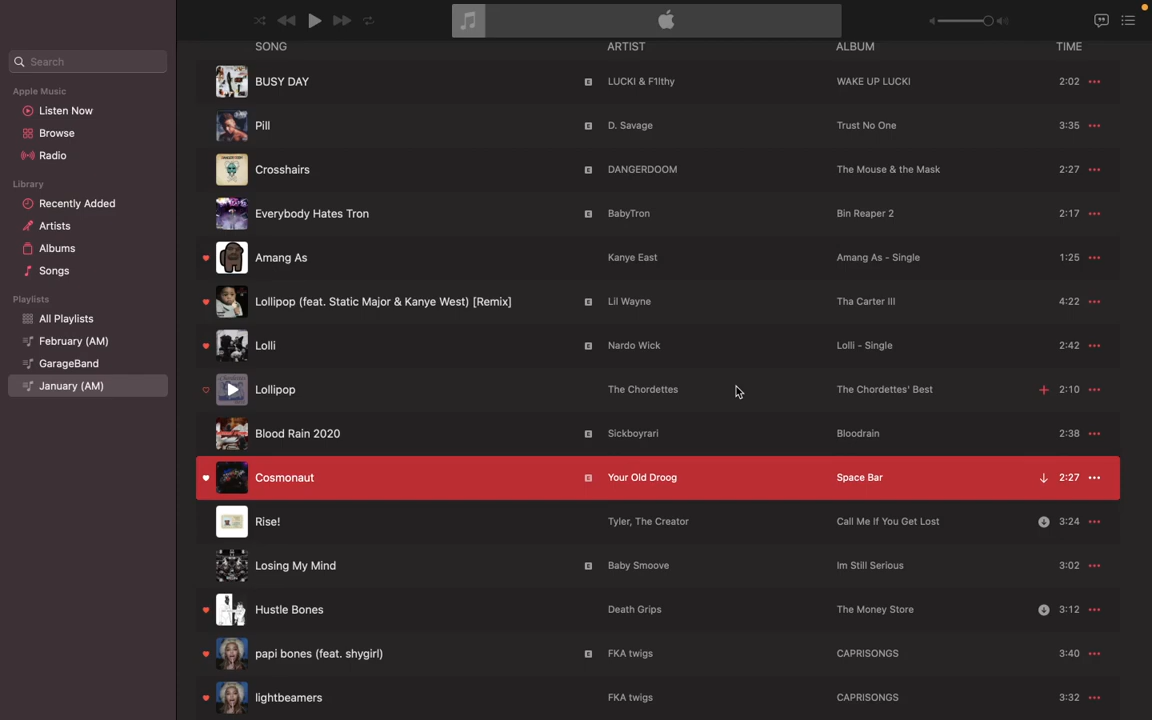 Search
SONG ARTIST ALBUM TIME
Apple Music
Listen Now
Browse
Radio
Library
Recently Added
Artists
Albums
Songs
Playlists
All Playlists
February (AM)
GarageBand
January (AM)
BUSY DAY E LUCKI & F1lthy WAKE UP LUCKI 2:02
Pill E D. Savage Trust No One 3:35
Crosshairs E DANGERDOOM The Mouse & the Mask 2:27
Everybody Hates Tron E BabyTron Bin Reaper 2 2:17
Amang As Kanye East Amang As - Single 1:25
Lollipop (feat. Static Major & Kanye West) [Remix] E Lil Wayne Tha Carter III 4:22
Lolli E Nardo Wick Lolli - Single 2:42
Lollipop The Chordettes The Chordettes' Best 2:10
Blood Rain 2020 E Sickboyrari Bloodrain 2:38
Cosmonaut E Your Old Droog Space Bar 2:27
Rise! Tyler, The Creator Call Me If You Get Lost 3:24
Losing My Mind E Baby Smoove Im Still Serious 3:02
Hustle Bones Death Grips The Money Store 3:12
papi bones (feat. shygirl) E FKA twigs CAPRISONGS 3:40
lightbeamers FKA twigs CAPRISONGS 3:32